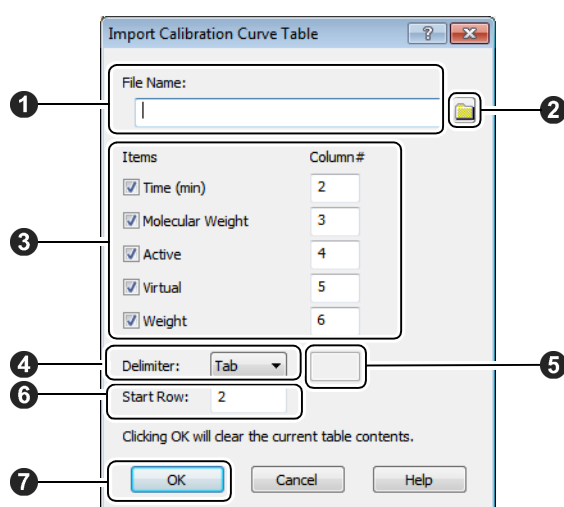 Import Calibration Curve Table ?
File Name:
1
2
Items Column#
Time (min) 2
Molecular Weight 3
3
Active 4
Virtual 5
Weight 6
4 Delimiter: Tab 5
6 Start Row: 2
Clicking OK will clear the current table contents.
7 OK Cancel Help